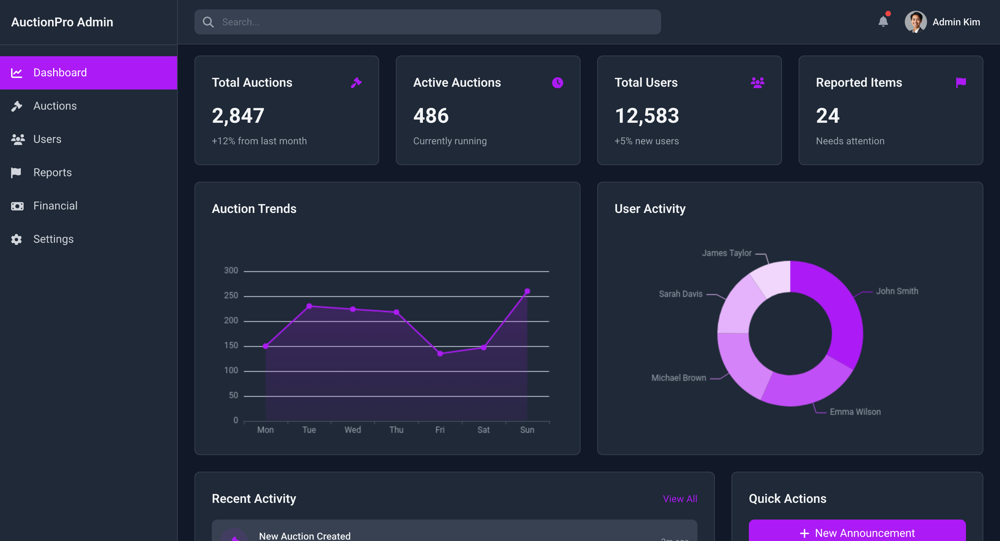 AuctionPro Admin
Search...
Admin Kim
Dashboard
Auctions
Users
Reports
Financial
Settings
Total Auctions
2,847
+12% from last month
Active Auctions
486
Currently running
Total Users
12,583
+5% new users
Reported Items
24
Needs attention
Auction Trends
300
250
200
150
100
50
0
Mon Tue Wed Thu Fri Sat Sun
User Activity
James Taylor
John Smith
Sarah Davis
Michael Brown
Emma Wilson
Recent Activity
View All
New Auction Created
2m ago
Quick Actions
New Announcement